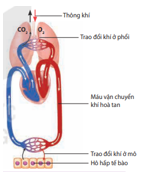 Thông khí
CO₂
O₂
Trao đổi khí ở phổi
Máu vận chuyển
khí hoà tan
Trao đổi khí ở mô
Hô hấp tế bào